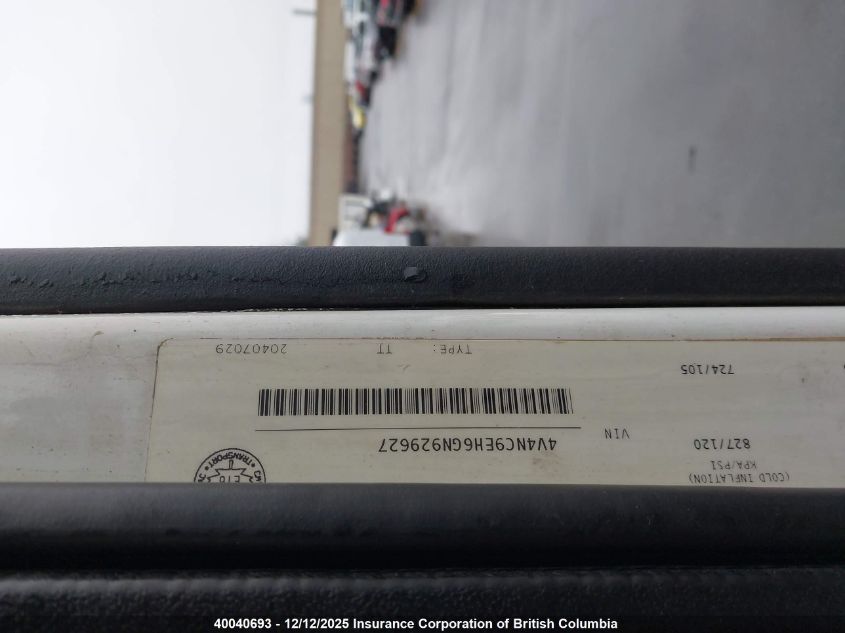 (COLD INFLATION)
KPA/PSI
827/120
724/105
VIN 4V4NC9EH6GN929627
TYPE: TT 20407029
TRANSPORT
40040693 - 12/12/2025 Insurance Corporation of British Columbia